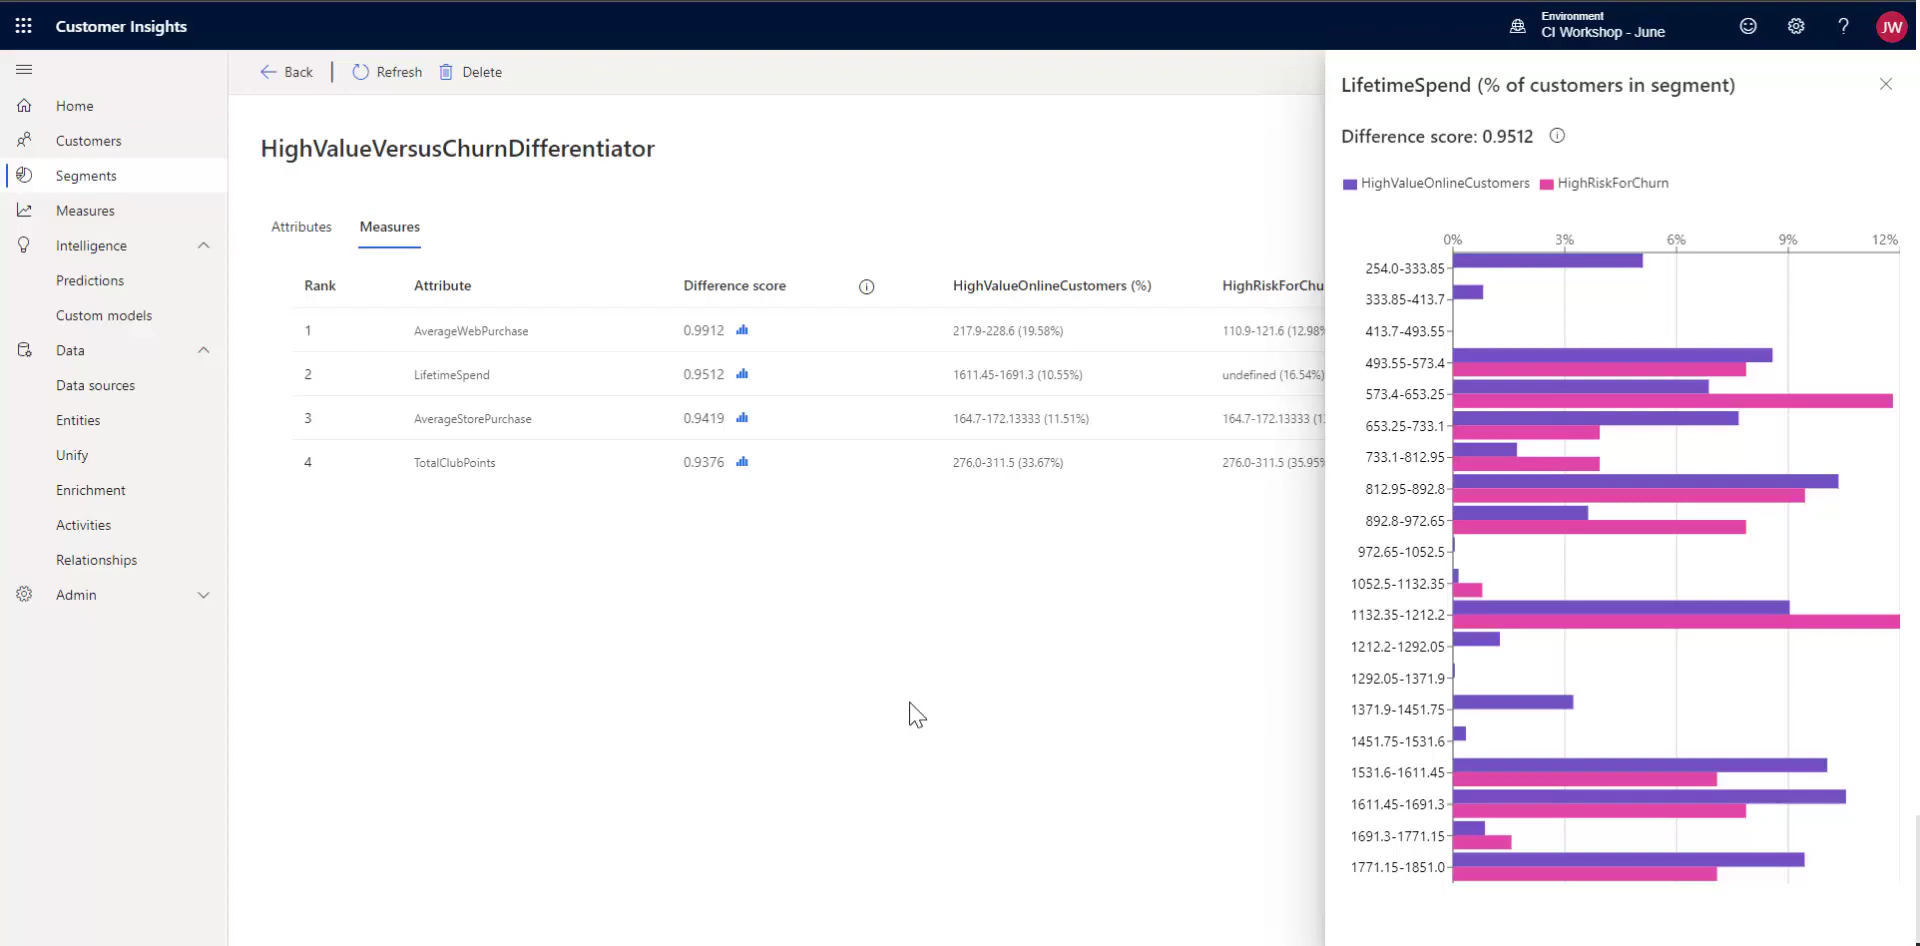 Customer Insights
Environment
CI Workshop - June
?
JW
Back
Refresh
Delete
Home
Customers
Segments
Measures
Intelligence
Predictions
Custom models
Data
Data sources
Entities
Unify
Enrichment
Activities
Relationships
Admin
HighValueVersusChurnDifferentiator
Attributes
Measures
Rank Attribute Difference score HighValueOnlineCustomers (%) HighRiskForChu
1 AverageWebPurchase 0.9912 217.9-228.6 (19.58%) 110.9-121.6 (12.98%
2 LifetimeSpend 0.9512 1611.45-1691.3 (10.55%) undefined (16.54%)
3 AverageStorePurchase 0.9419 164.7-172.13333 (11.51%) 164.7-172.13333 (1
4 TotalClubPoints 0.9376 276.0-311.5 (33.67%) 276.0-311.5 (35.95%
LifetimeSpend (% of customers in segment)
Difference score: 0.9512
HighValueOnlineCustomers HighRiskForChurn
0% 3% 6% 9% 12%
254.0-333.85
333.85-413.7
413.7-493.55
493.55-573.4
573.4-653.25
653.25-733.1
733.1-812.95
812.95-892.8
892.8-972.65
972.65-1052.5
1052.5-1132.35
1132.35-1212.2
1212.2-1292.05
1292.05-1371.9
1371.9-1451.75
1451.75-1531.6
1531.6-1611.45
1611.45-1691.3
1691.3-1771.15
1771.15-1851.0